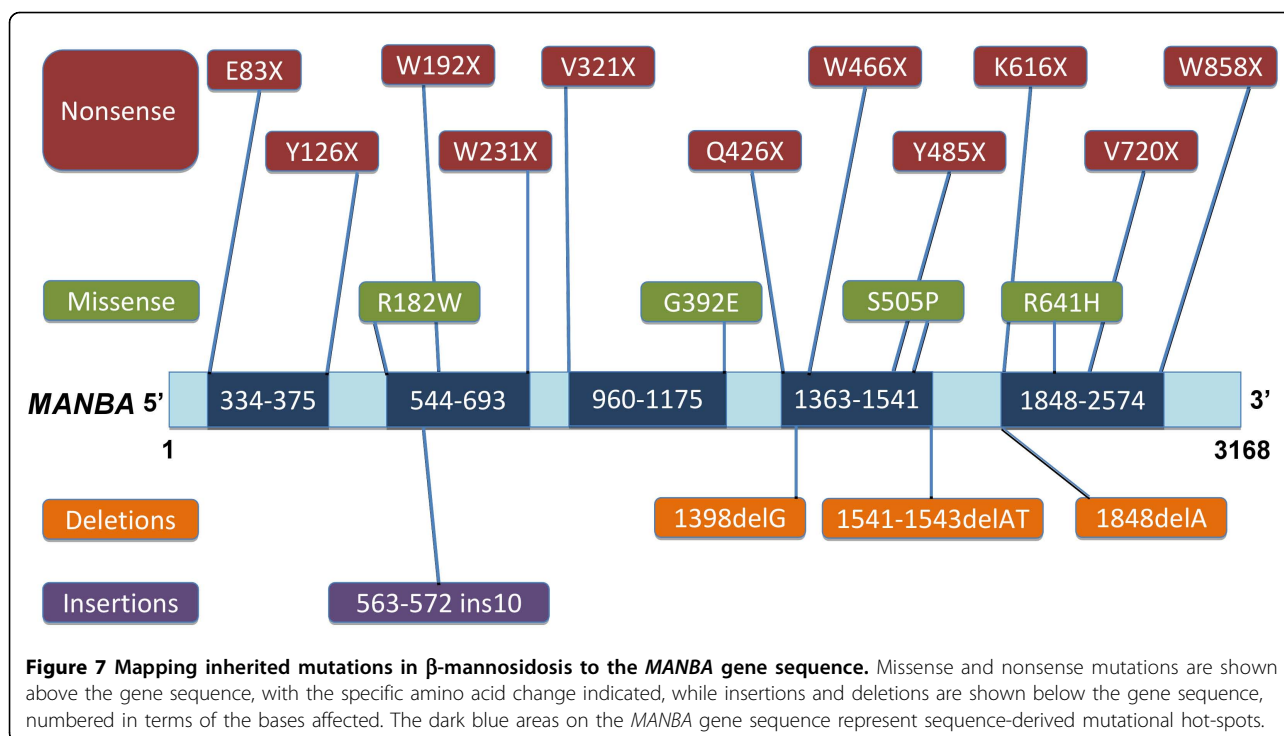 E83X
W192X
V321X
W466X
K616X
W858X
Nonsense
Y126X
W231X
Q426X
Y485X
V720X
Missense
R182W
G392E
S505P
R641H
MANBA 5’ 334-375 544-693 960-1175 1363-1541 1848-2574 3’
1 3168
Deletions 1398delG 1541-1543delAT 1848delA
Insertions 563-572 ins10
Figure 7 Mapping inherited mutations in β-mannosidosis to the MANBA gene sequence. Missense and nonsense mutations are shown
above the gene sequence, with the specific amino acid change indicated, while insertions and deletions are shown below the gene sequence,
numbered in terms of the bases affected. The dark blue areas on the MANBA gene sequence represent sequence-derived mutational hot-spots.